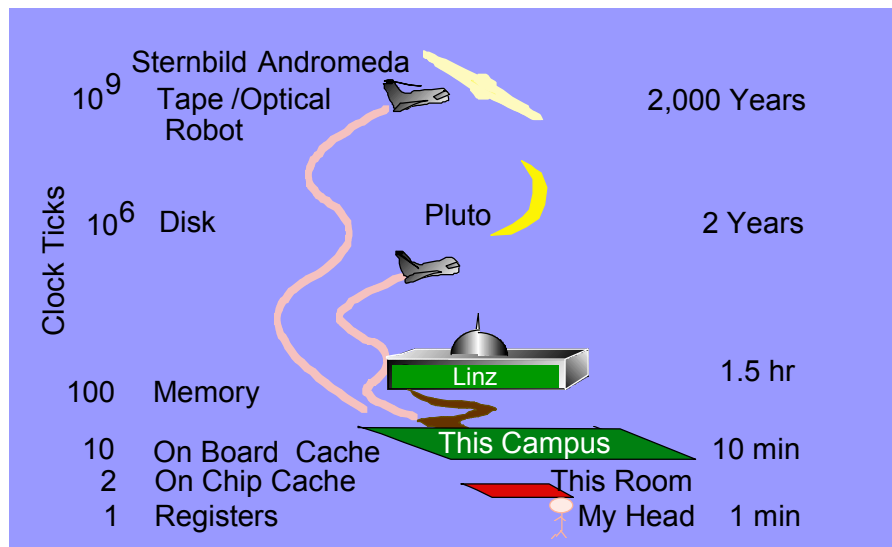 Sternbild Andromeda
10^9 Tape /Optical 2,000 Years
Robot
Clock Ticks
10^6 Disk Pluto 2 Years
Linz 1.5 hr
100 Memory
10 On Board Cache This Campus 10 min
2 On Chip Cache This Room
1 Registers My Head 1 min